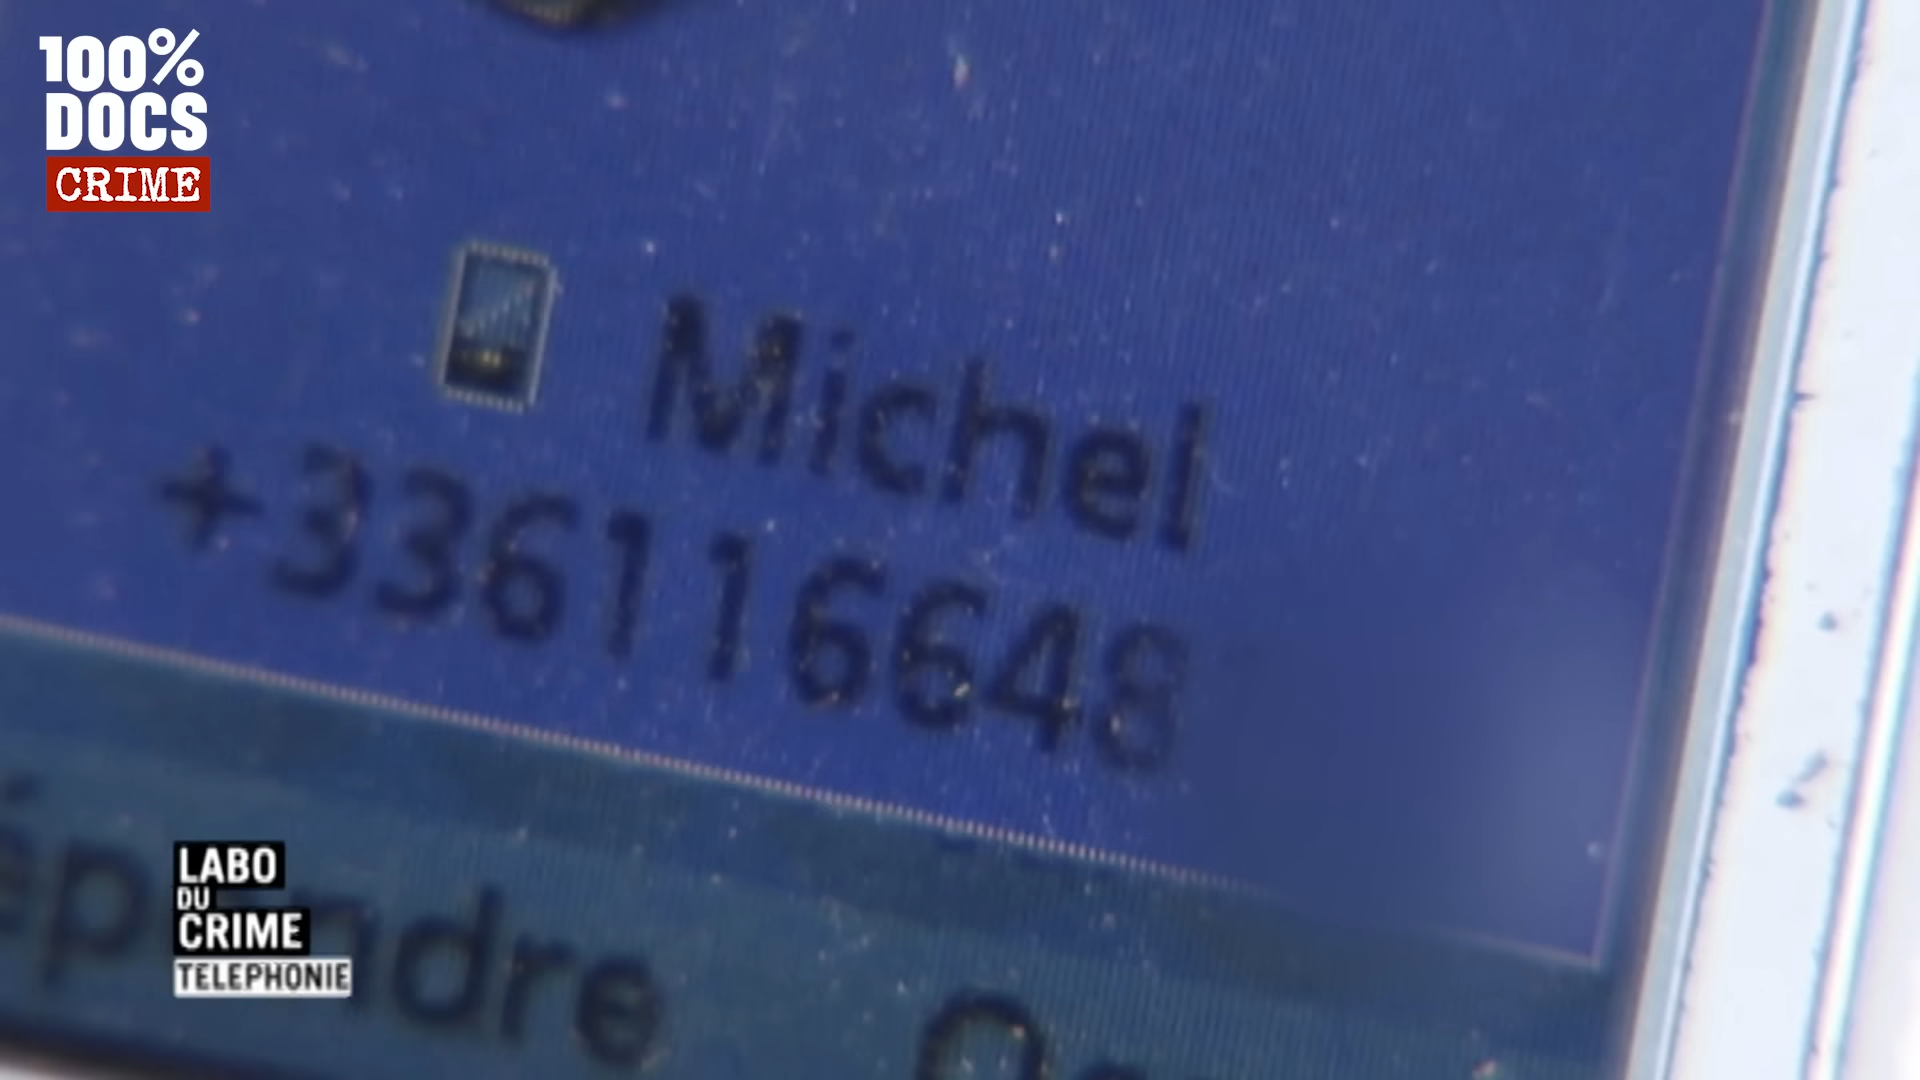 100%
DOCS
CRIME
Michel
+336116648
LABO
DU
CRIME
TELEPHONIE